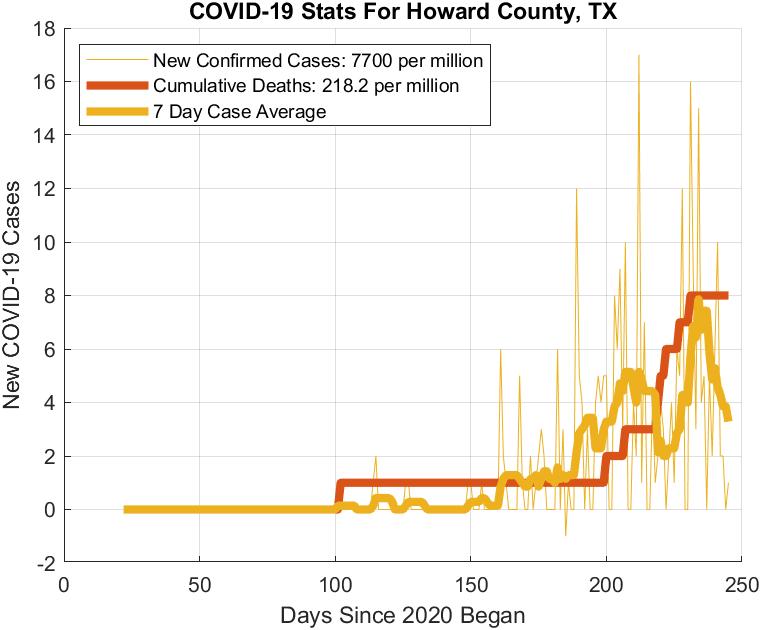 COVID-19 Stats For Howard County, TX
New Confirmed Cases: 7700 per million
Cumulative Deaths: 218.2 per million
7 Day Case Average
New COVID-19 Cases
18
16
14
12
10
8
6
4
2
0
-2
0 50 100 150 200 250
Days Since 2020 Began